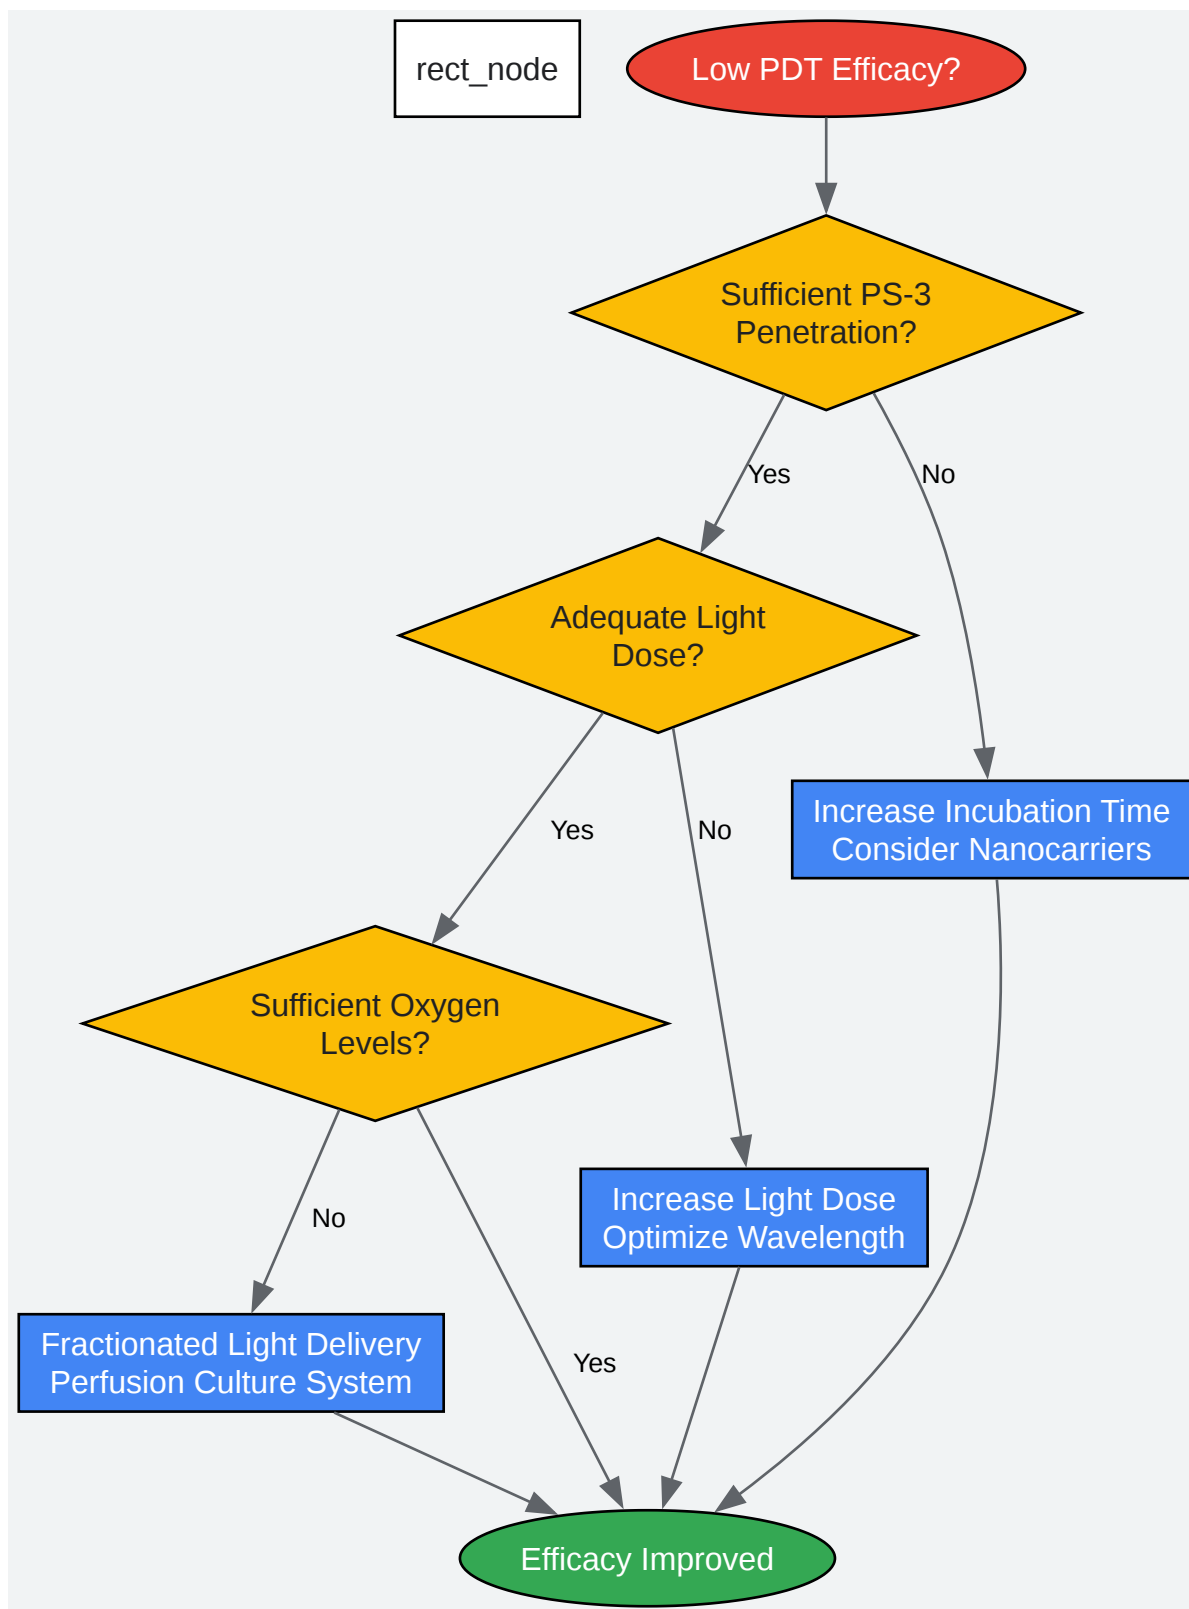 rect_node
Low PDT Efficacy?
Sufficient PS-3
Penetration?
Yes
No
Adequate Light
Dose?
Increase Incubation Time
Consider Nanocarriers
Yes
No
Sufficient Oxygen
Levels?
Increase Light Dose
Optimize Wavelength
No
Fractionated Light Delivery
Perfusion Culture System
Yes
Efficacy Improved